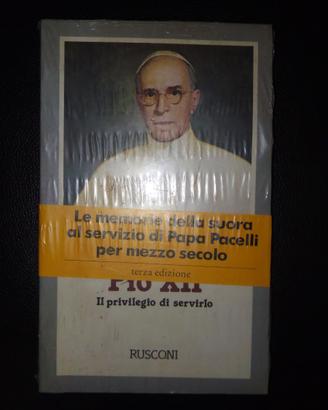 Le memorie della suora
al servizio di Papa Pacelli
per mezzo secolo
terza edizione
Pio XII
Il privilegio di servirlo
RUSCONI